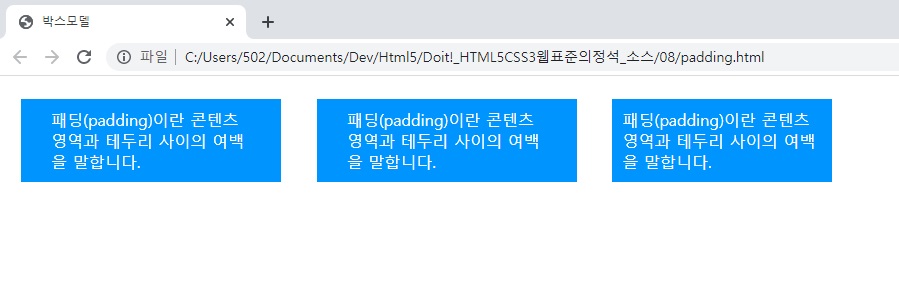 박스모델
파일 C:/Users/502/Documents/Dev/Html5/Doit!_HTML5CSS3웹표준의정석_소스/08/padding.html
패딩(padding)이란 콘텐츠
영역과 테두리 사이의 여백
을 말합니다.
패딩(padding)이란 콘텐츠
영역과 테두리 사이의 여백
을 말합니다.
패딩(padding)이란 콘텐츠
영역과 테두리 사이의 여백
을 말합니다.